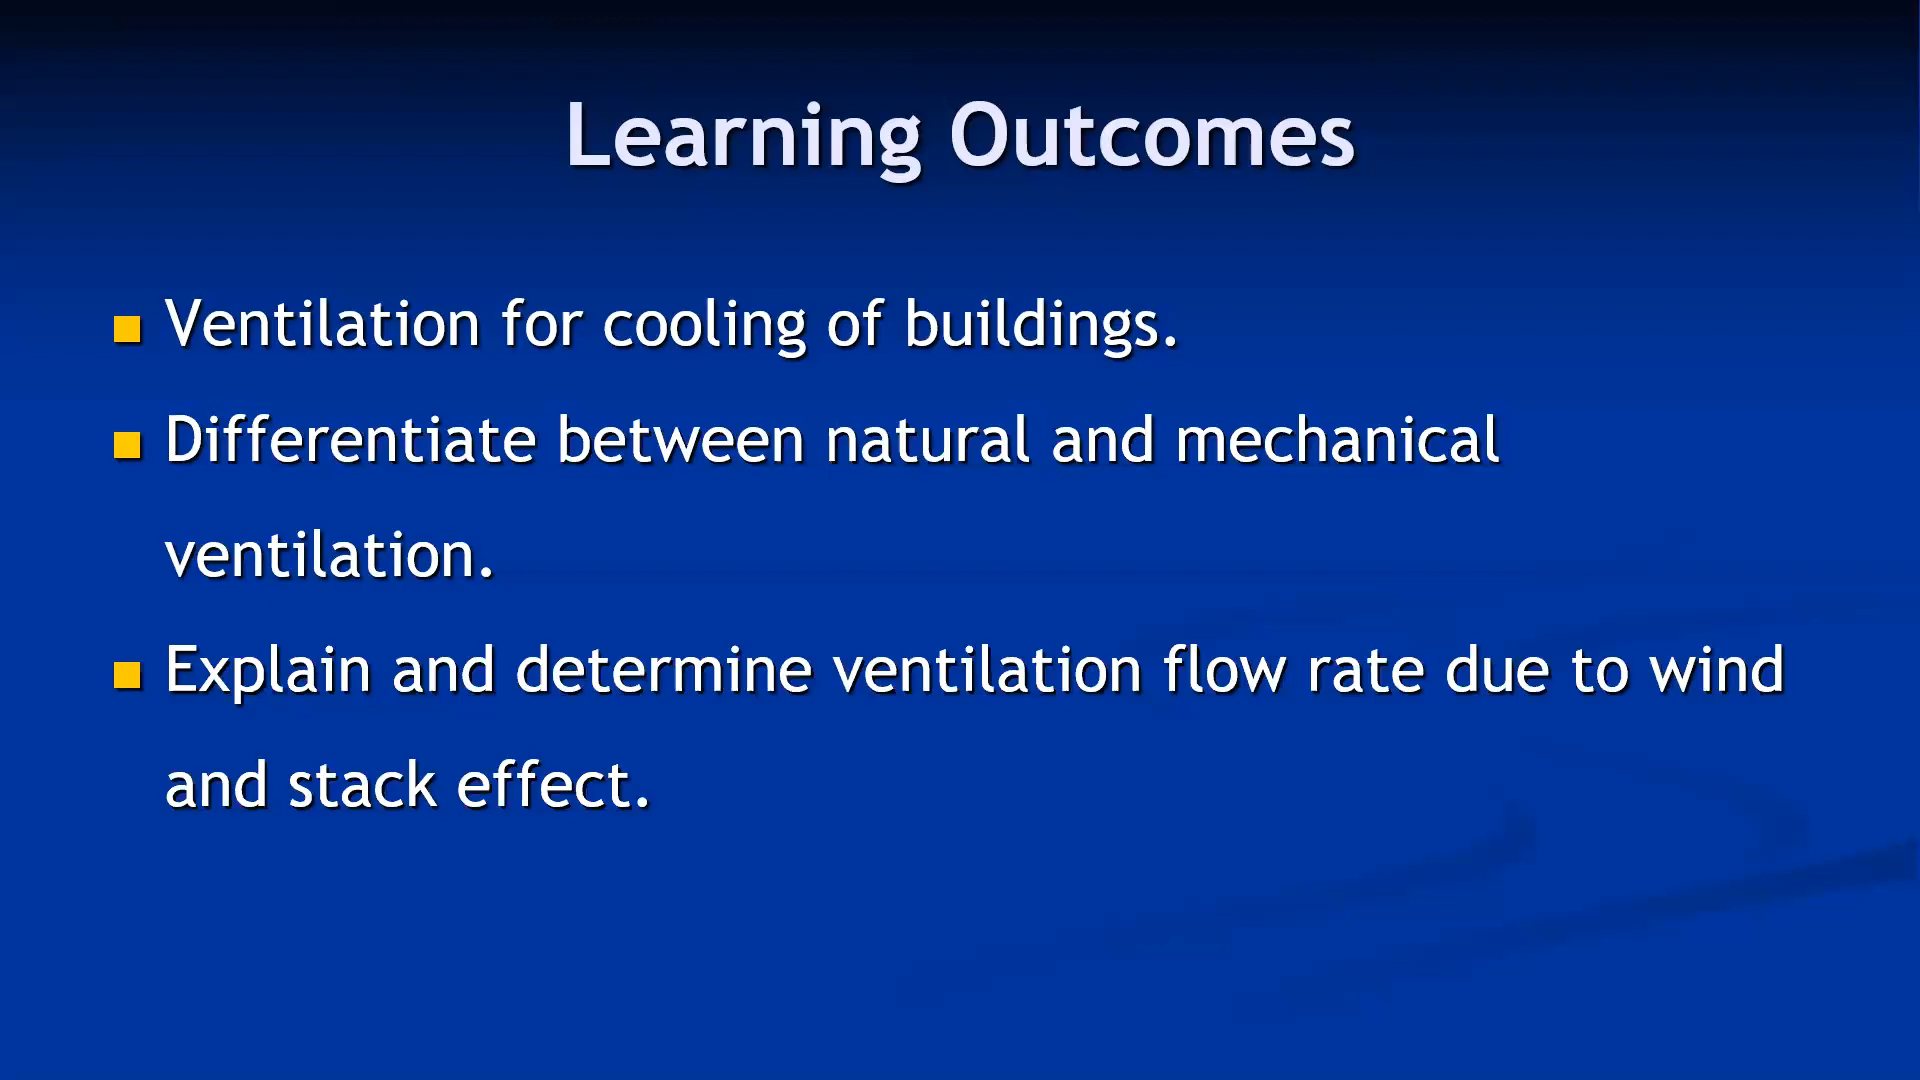 Learning Outcomes
Ventilation for cooling of buildings.
Differentiate between natural and mechanical
ventilation.
Explain and determine ventilation flow rate due to wind
and stack effect.